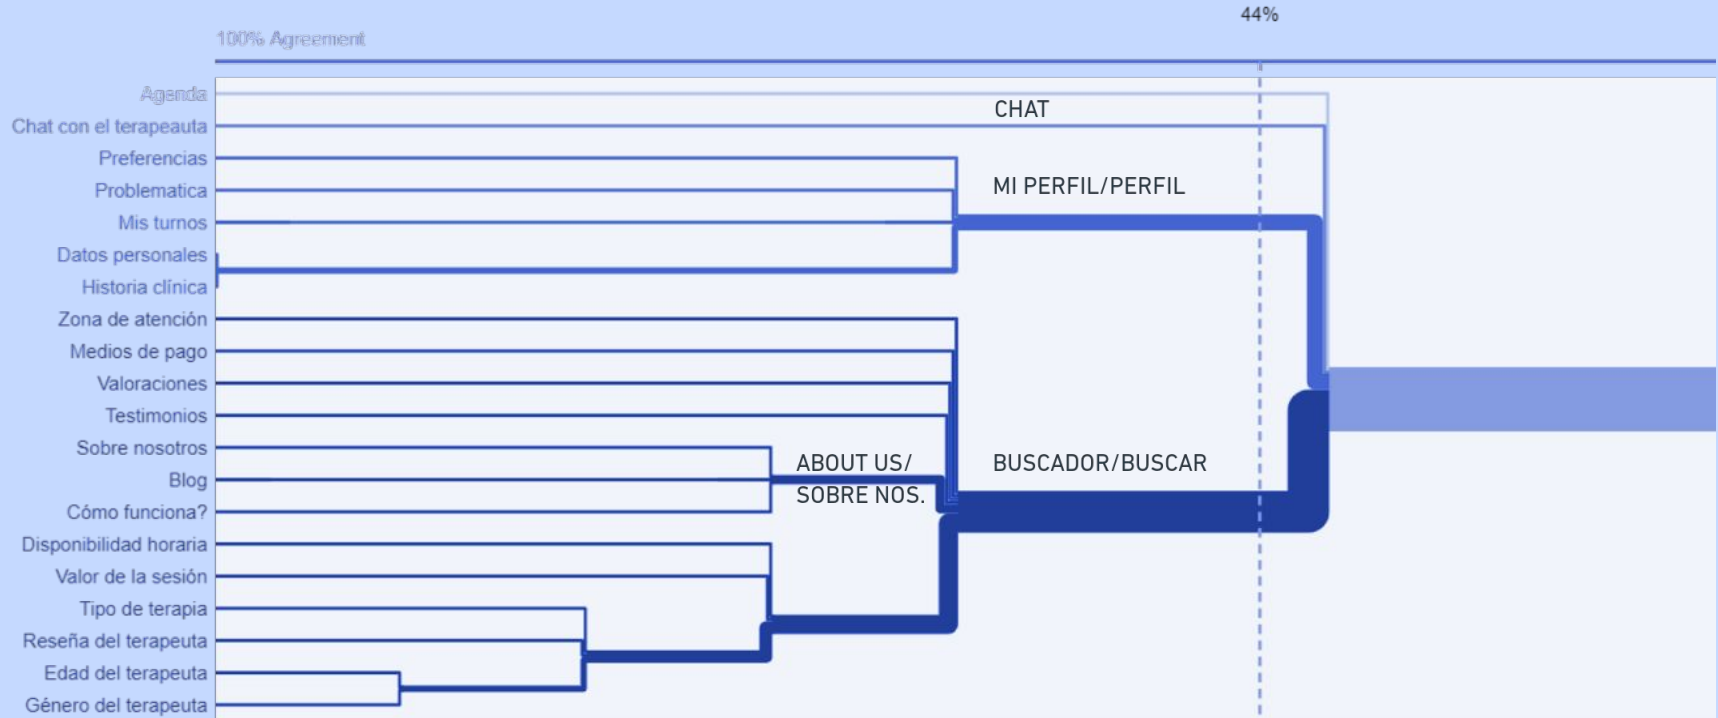 44%
100% Agreement
Agenda
CHAT
Chat con el terapeauta
Preferencias
MI PERFIL/PERFIL
Problematica
Mis turnos
Datos personales
Historia clínica
Zona de atención
Medios de pago
Valoraciones
Testimonios
Sobre nosotros
ABOUT US/
SOBRE NOS.
BUSCADOR/BUSCAR
Blog
Cómo funciona?
Disponibilidad horaria
Valor de la sesión
Tipo de terapia
Reseña del terapeuta
Edad del terapeuta
Género del terapeuta